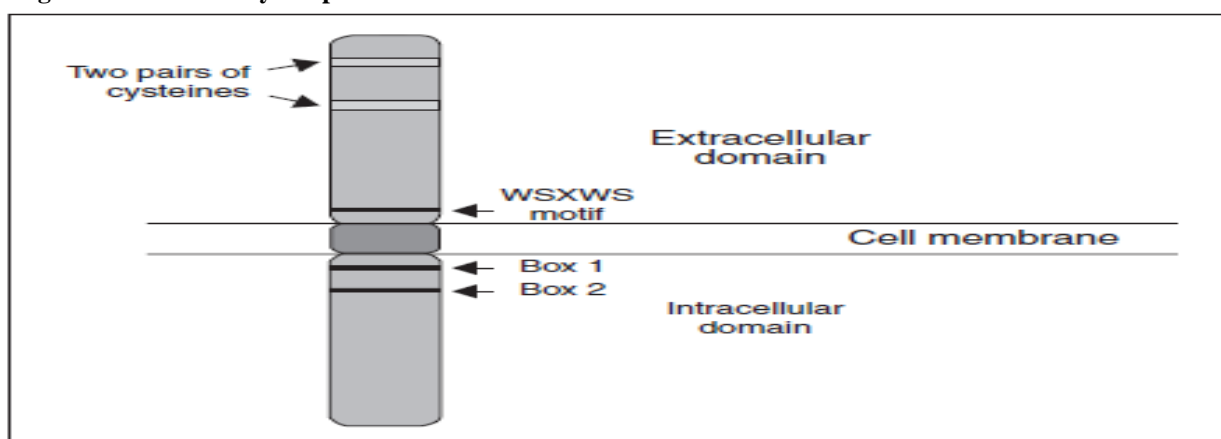 Two pairs of
cysteines
Extracellular
domain
WSXWS
motif
Cell membrane
Box 1
Box 2
Intracellular
domain